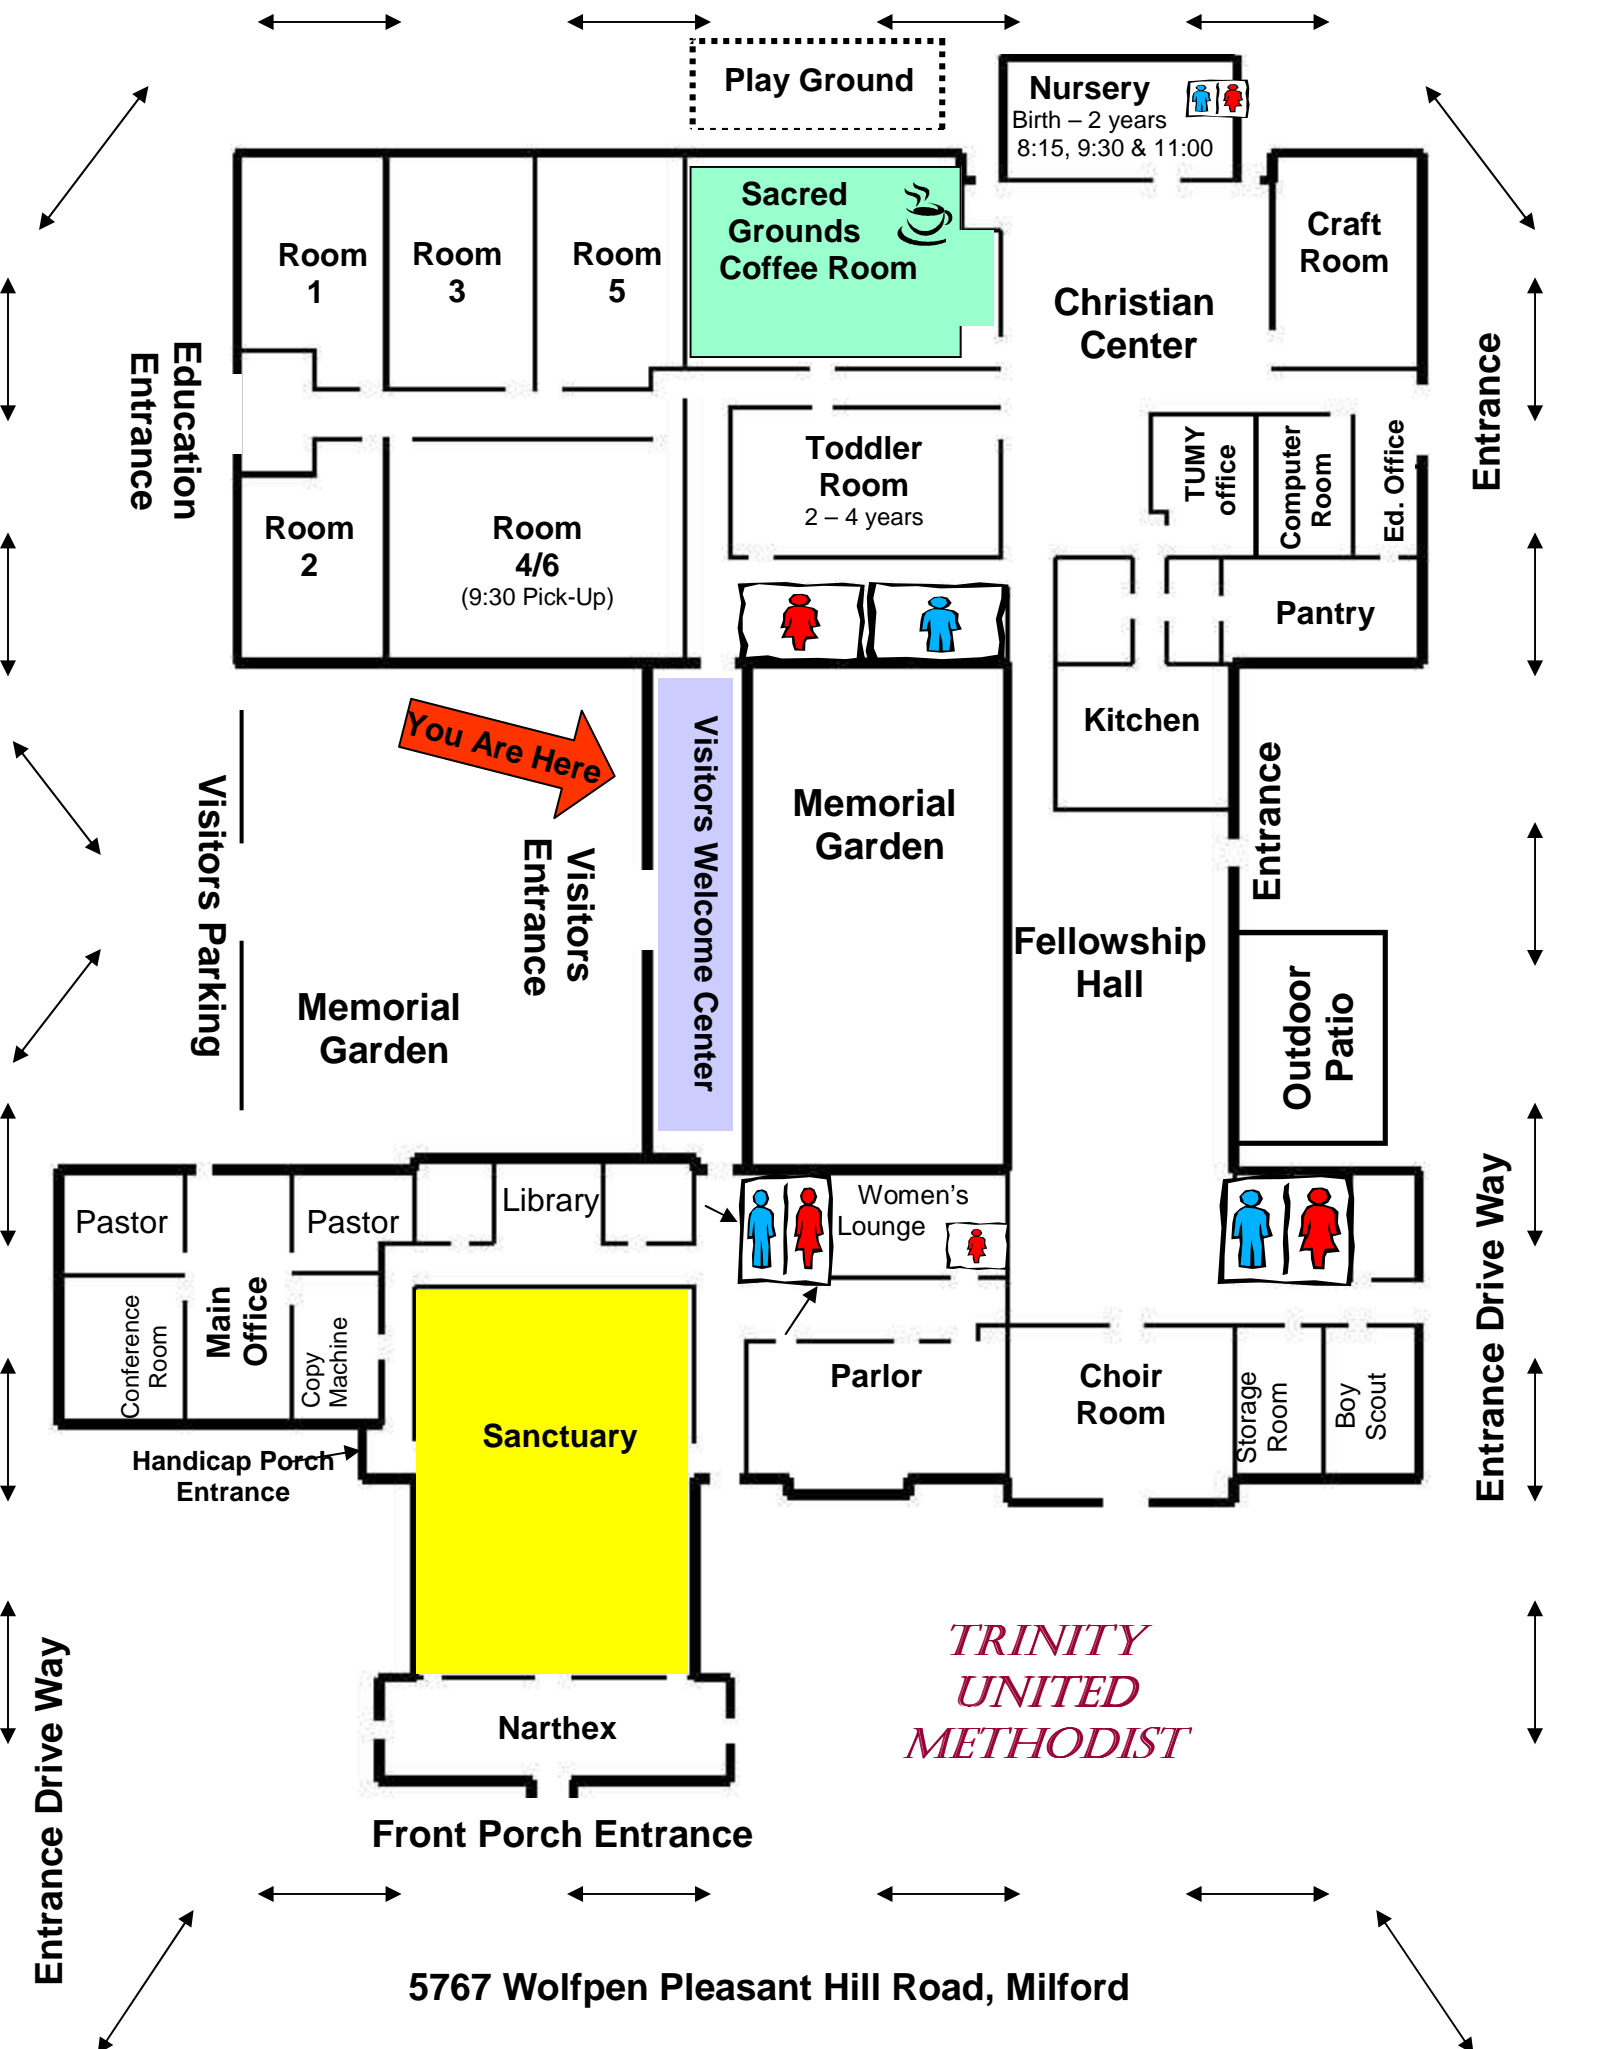 Play Ground
Nursery
Birth – 2 years
8:15, 9:30 & 11:00
Sacred
Grounds
Coffee Room
Craft
Room
Room
1
Room
3
Room
5
Christian
Center
Education
Entrance
Entrance
Toddler
Room
2 – 4 years
TUMY
office
Computer
Room
Ed. Office
Room
2
Room
4/6
(9:30 Pick-Up)
Pantry
Kitchen
You Are Here
Visitors Welcome Center
Visitors Parking
Visitors
Entrance
Memorial
Garden
Memorial
Garden
Entrance
Fellowship
Hall
Outdoor
Patio
Pastor
Pastor
Library
Women's
Lounge
Main
Office
Conference
Room
Copy
Machine
Parlor
Choir
Room
Storage
Room
Boy
Scout
Entrance Drive Way
Sanctuary
Handicap Porch
Entrance
TRINITY
UNITED
METHODIST
Narthex
Front Porch Entrance
Entrance Drive Way
5767 Wolfpen Pleasant Hill Road, Milford